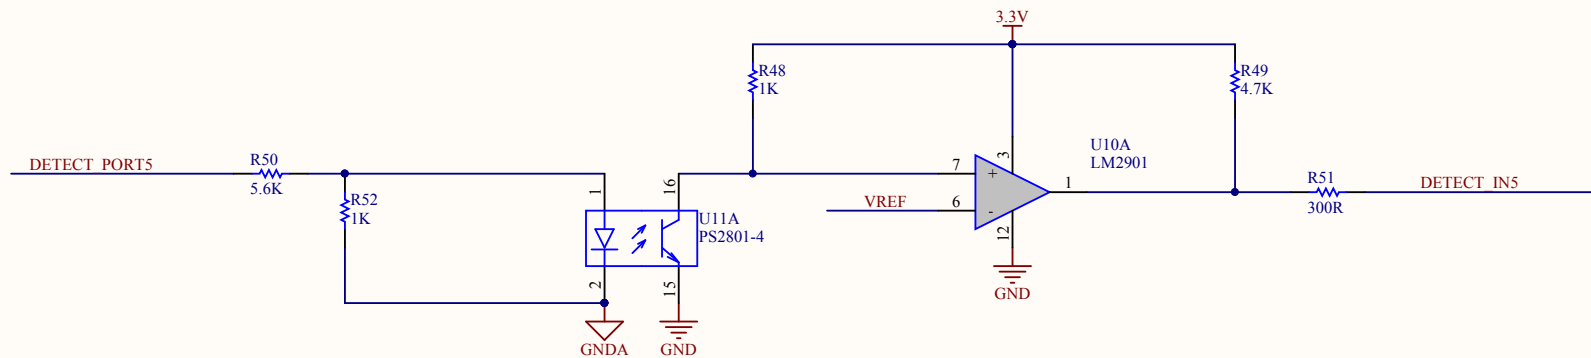 3.3V
R48
1K
R49
4.7K
U10A
LM2901
DETECT_PORT5
R50
5.6K
R52
1K
1
16
7
+
3
1
R51
300R
DETECT_IN5
VREF
6
-
12
U11A
PS2801-4
2
15
GND
GNDA
GND